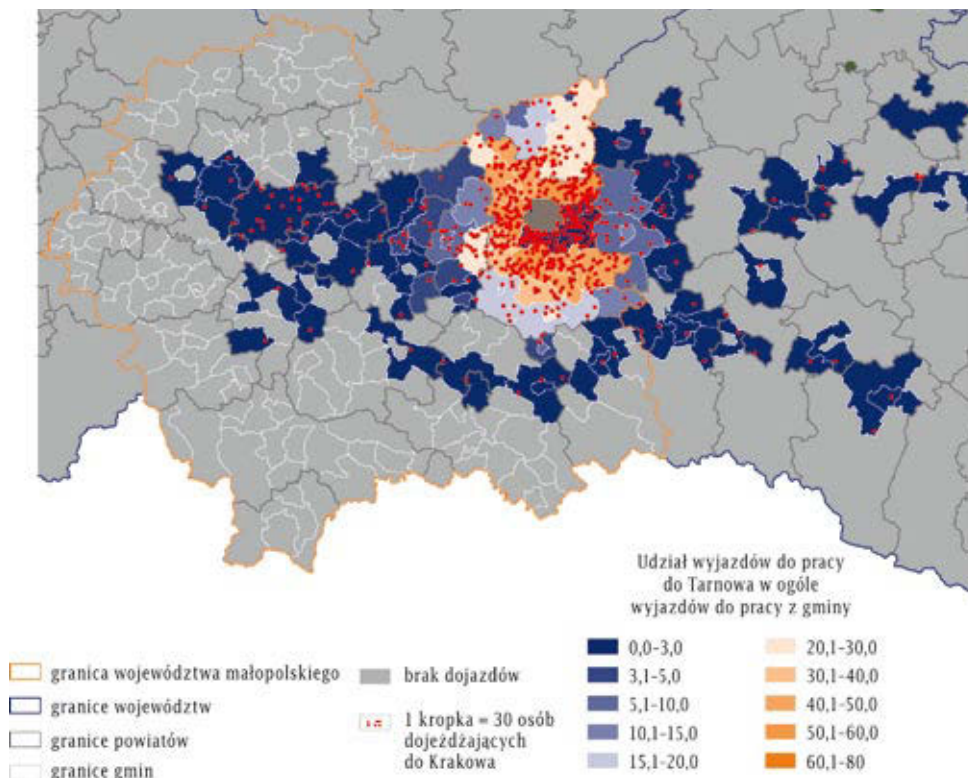 Udział wyjazdów do pracy
do Tarnowa w ogóle
wyjazdów do pracy z gminy
granica województwa małopolskiego
granice województw
granice powiatów
granice gmin
brak dojazdów
1 kropka = 30 osób
dojeżdżających
do Krakowa
0,0–3,0
3,1–5,0
5,1–10,0
10,1–15,0
15,1–20,0
20,1–30,0
30,1–40,0
40,1–50,0
50,1–60,0
60,1–80